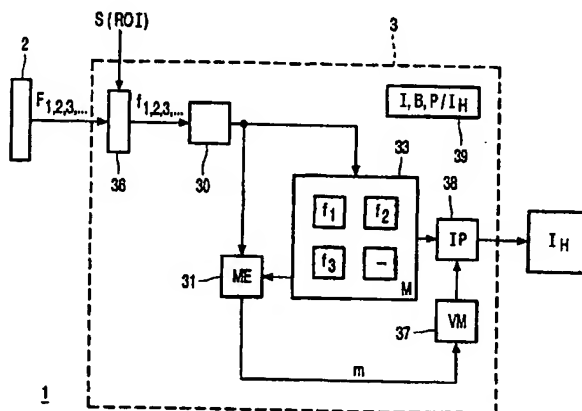 S(ROI)
2
3
F1,2,3,...
f1,2,3,...
I,B,P/IH
39
36
30
33
f1
f2
f3
–
M
38
IP
IH
31
ME
37
VM
m
1